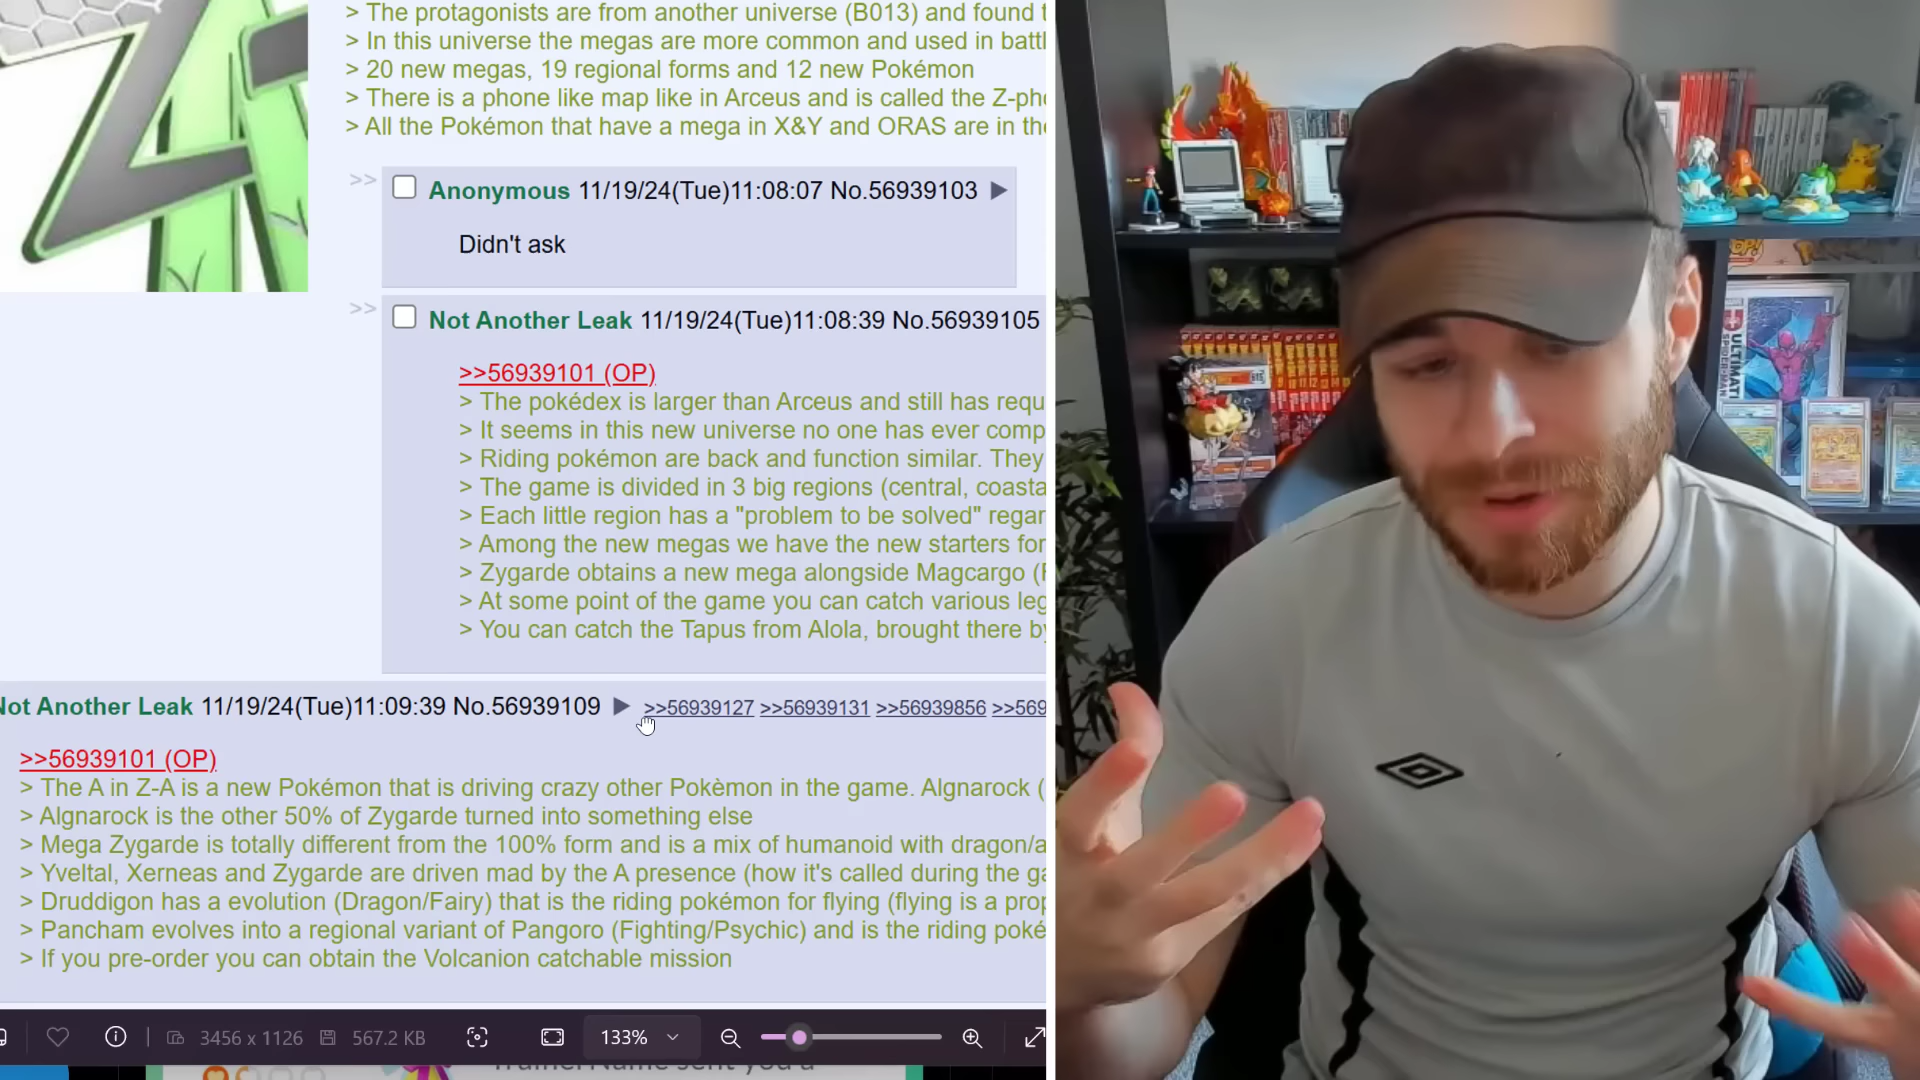 > The protagonists are from another universe (B013) and found
> In this universe the megas are more common and used in
> 20 new megas, 19 regional forms and 12 new Pokémon
> There is a phone like map like in Arceus and is called the
> All the Pokémon that have a mega in X&Y and ORAS are in
>>
Anonymous 11/19/24(Tue)11:08:07 No.56939103
Didn't ask
>>
Not Another Leak 11/19/24(Tue)11:08:39 No.56939105
>>56939101 (OP)
> The pokédex is larger than Arceus and still has
> It seems in this new universe no one has ever
> Riding pokémon are back and function similar. They
> The game is divided in 3 big regions (central,
> Each little region has a "problem to be solved"
> Among the new megas we have the new starters
> Zygarde obtains a new mega alongside Magcargo
> At some point of the game you can catch various
> You can catch the Tapus from Alola, brought there
Not Another Leak 11/19/24(Tue)11:09:39 No.56939109 >>56939127 >>56939131 >>56939856 >>569
>>56939101 (OP)
> The A in Z-A is a new Pokémon that is driving crazy other Pokèmon in the game. Algnarock (
> Algnarock is the other 50% of Zygarde turned into something else
> Mega Zygarde is totally different from the 100% form and is a mix of humanoid with dragon/a
> Yveltal, Xerneas and Zygarde are driven mad by the A presence (how it's called during the
> Druddigon has a evolution (Dragon/Fairy) that is the riding pokémon for flying (flying is a
> Pancham evolves into a regional variant of Pangoro (Fighting/Psychic) and is the riding
> If you pre-order you can obtain the Volcanion catchable mission
3456 x 1126 567.2 KB 133%
ULTIMATE
SPIDER-MAN
1